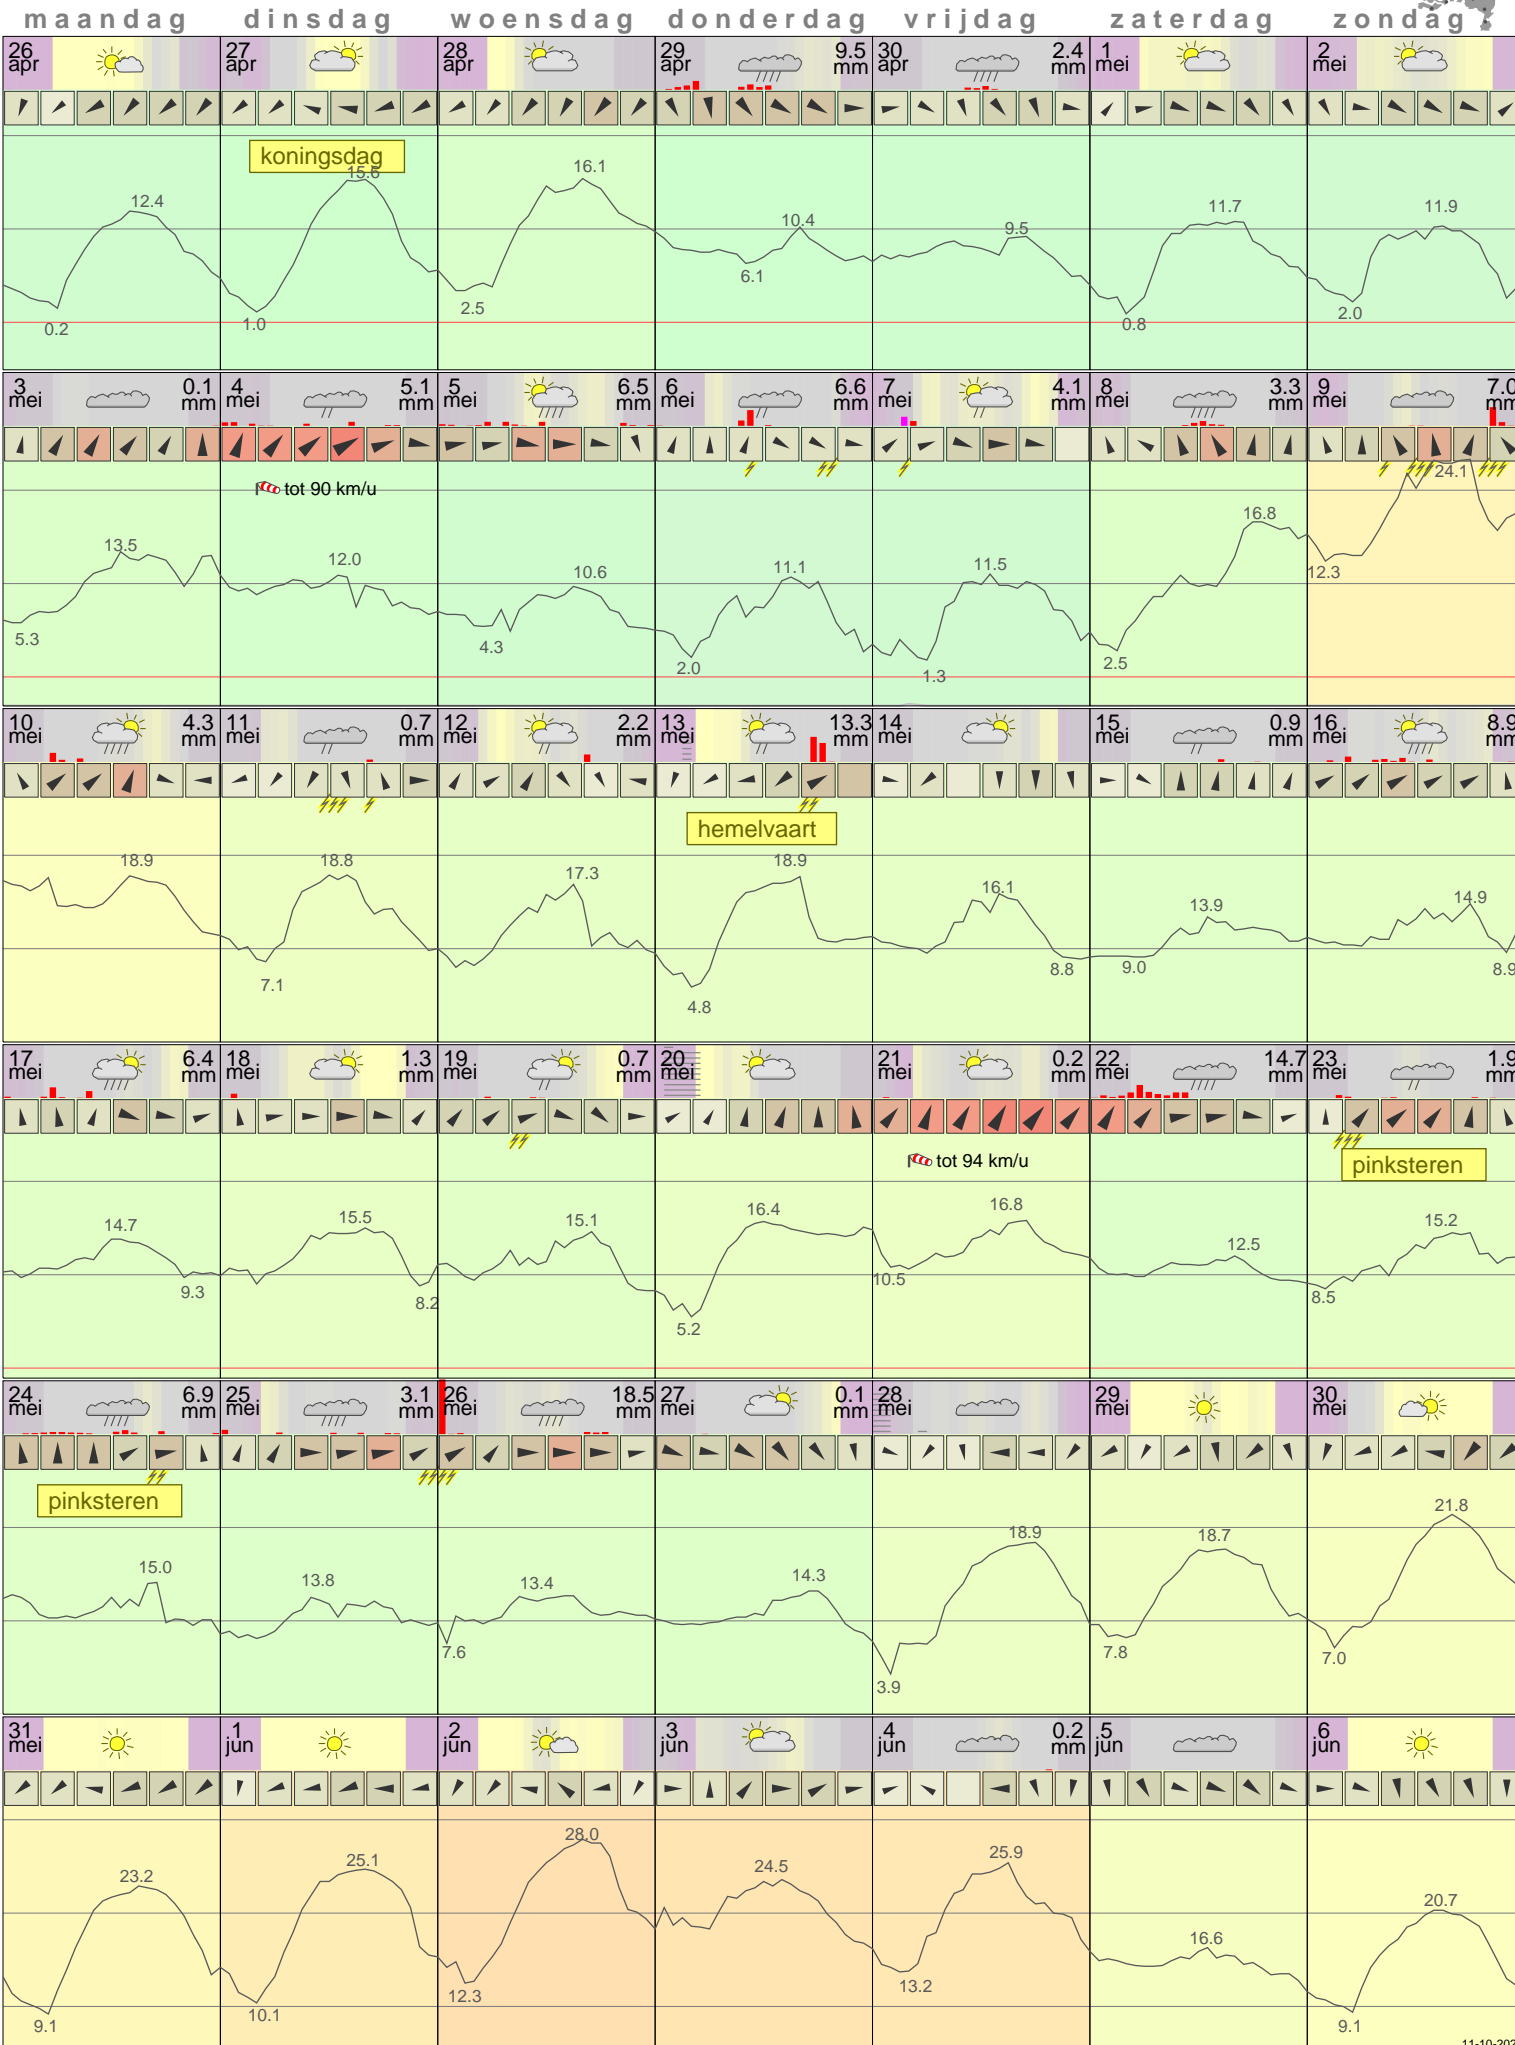 maandag dinsdag woensdag donderdag vrijdag zaterdag zondag
26 apr 27 apr 28 apr 29 apr 9.5 mm 30 apr 2.4 mm 1 mei 2 mei
koningsdag
12.4 15.6 16.1 10.4 9.5 11.7 11.9
0.2 1.0 2.5 6.1 0.8 2.0
3 mei 0.1 mm 4 mei 5.1 mm 5 mei 6.5 mm 6 mei 6.6 mm 7 mei 4.1 mm 8 mei 3.3 mm 9 mei 7.0 mm
tot 90 km/u
13.5 12.0 10.6 11.1 11.5 16.8 24.1
5.3 4.3 2.0 1.3 2.5 12.3
10 mei 4.3 mm 11 mei 0.7 mm 12 mei 2.2 mm 13 mei 13.3 mm 14 mei 15 mei 0.9 mm 16 mei 8.9 mm
hemelvaart
18.9 18.8 17.3 18.9 16.1 13.9 14.9
7.1 4.8 8.8 9.0 8.9
17 mei 6.4 mm 18 mei 1.3 mm 19 mei 0.7 mm 20 mei 21 mei 0.2 mm 22 mei 14.7 mm 23 mei 1.9 mm
tot 94 km/u pinksteren
14.7 15.5 15.1 16.4 16.8 12.5 15.2
9.3 8.2 5.2 10.5 8.5
24 mei 6.9 mm 25 mei 3.1 mm 26 mei 18.5 mm 27 mei 0.1 mm 28 mei 29 mei 30 mei
pinksteren
15.0 13.8 13.4 14.3 18.9 18.7 21.8
7.6 3.9 7.8 7.0
31 mei 1 jun 2 jun 3 jun 4 jun 0.2 mm 5 jun 6 jun
23.2 25.1 28.0 24.5 25.9 16.6 20.7
9.1 10.1 12.3 13.2 9.1